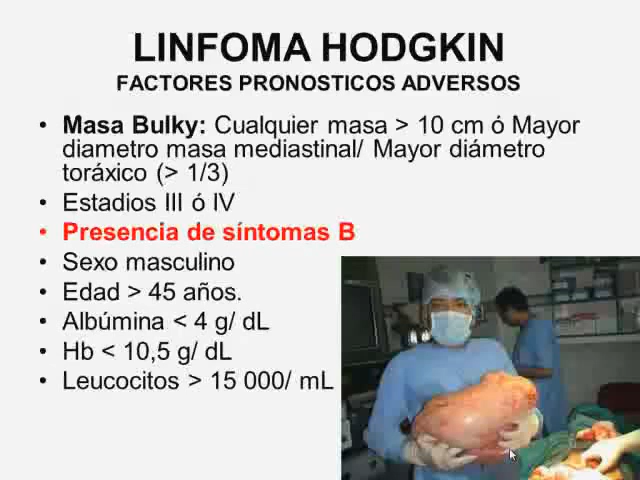 LINFOMA HODGKIN
FACTORES PRONOSTICOS ADVERSOS
• Masa Bulky: Cualquier masa > 10 cm ó Mayor
diametro masa mediastinal/ Mayor diámetro
toráxico (> 1/3)
• Estadios III ó IV
• Presencia de síntomas B
• Sexo masculino
• Edad > 45 años.
• Albúmina < 4 g/ dL
• Hb < 10,5 g/ dL
• Leucocitos > 15 000/ mL